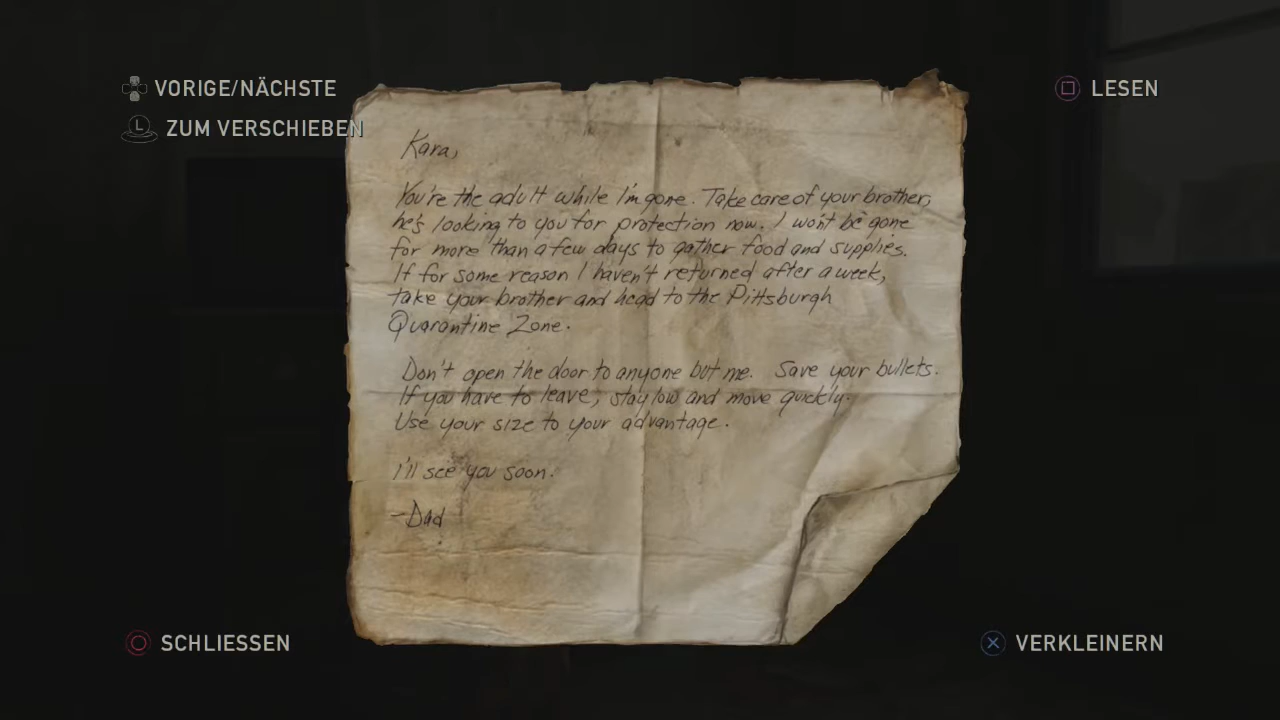 VORIGE/NÄCHSTE
L ZUM VERSCHIEBEN
LESEN
Kara,
You're the adult while I'm gone. Take care of your brother,
he's looking to you for protection now. I won't be gone
for more than a few days to gather food and supplies.
If for some reason I haven't returned after a week,
take your brother and head to the Pittsburgh
Quarantine Zone.
Don't open the door to anyone but me. Save your bullets.
If you have to leave, stay low and move quickly.
Use your size to your advantage.
I'll see you soon.
-Dad
SCHLIESSEN
VERKLEINERN